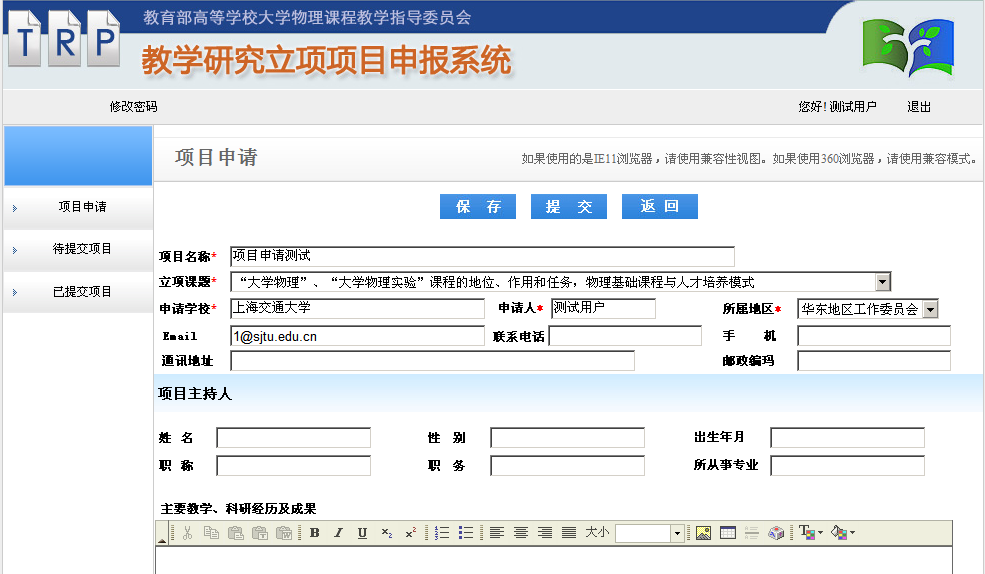 TRP 教育部高等学校大学物理课程教学指导委员会
教学研究立项项目申报系统
修改密码 您好!测试用户 退出
项目申请 如果使用的是IE11浏览器，请使用兼容性视图。如果使用360浏览器，请使用兼容模式。
项目申请
待提交项目
已提交项目
保 存 提 交 返 回
项目名称* 项目申请测试
立项课题* “大学物理”、“大学物理实验”课程的地位、作用和任务，物理基础课程与人才培养模式
申请学校* 上海交通大学 申请人* 测试用户 所属地区* 华东地区工作委员会
Email 1@sjtu.edu.cn 联系电话 手 机
通讯地址 邮政编码
项目主持人
姓 名 性 别 出生年月
职 称 职 务 所从事专业
主要教学、科研经历及成果
B I U x₂ x² 大小